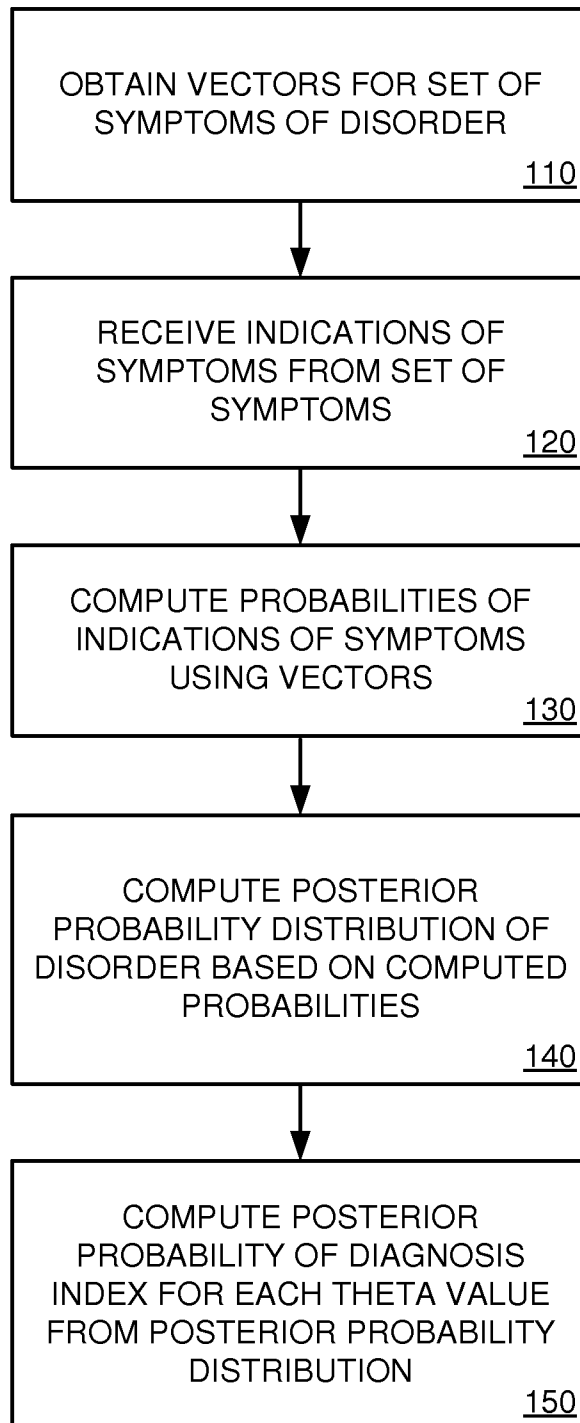 OBTAIN VECTORS FOR SET OF
SYMPTOMS OF DISORDER
110
RECEIVE INDICATIONS OF
SYMPTOMS FROM SET OF
SYMPTOMS
120
COMPUTE PROBABILITIES OF
INDICATIONS OF SYMPTOMS
USING VECTORS
130
COMPUTE POSTERIOR
PROBABILITY DISTRIBUTION OF
DISORDER BASED ON COMPUTED
PROBABILITIES
140
COMPUTE POSTERIOR
PROBABILITY OF DIAGNOSIS
INDEX FOR EACH THETA VALUE
FROM POSTERIOR PROBABILITY
DISTRIBUTION
150